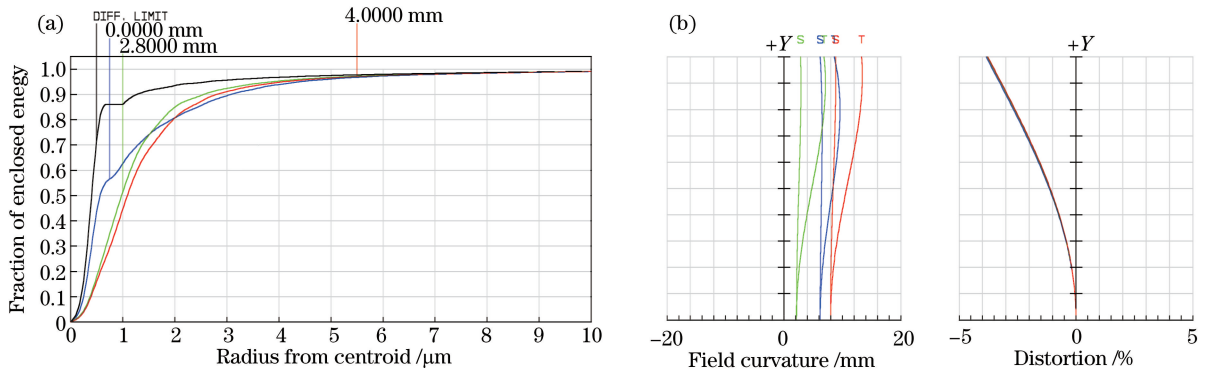 (a)
DIFF. LIMIT
0.0000 mm
2.8000 mm
4.0000 mm
1.0
0.9
0.8
0.7
0.6
0.5
0.4
0.3
0.2
0.1
0
Fraction of enclosed enegy
0 1 2 3 4 5 6 7 8 9 10
Radius from centroid /μm
(b)
S S T T S T
+Y
−20 0 20
Field curvature /mm
+Y
−5 0 5
Distortion /%